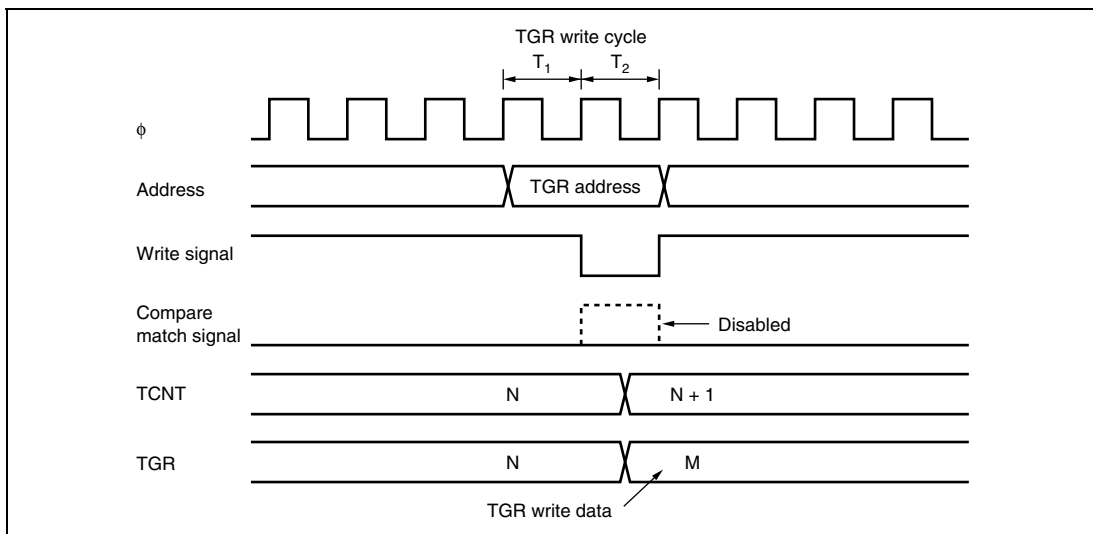 TGR write cycle
T1 T2
ϕ
Address
TGR address
Write signal
Compare
match signal
Disabled
TCNT
N
N + 1
TGR
N
M
TGR write data